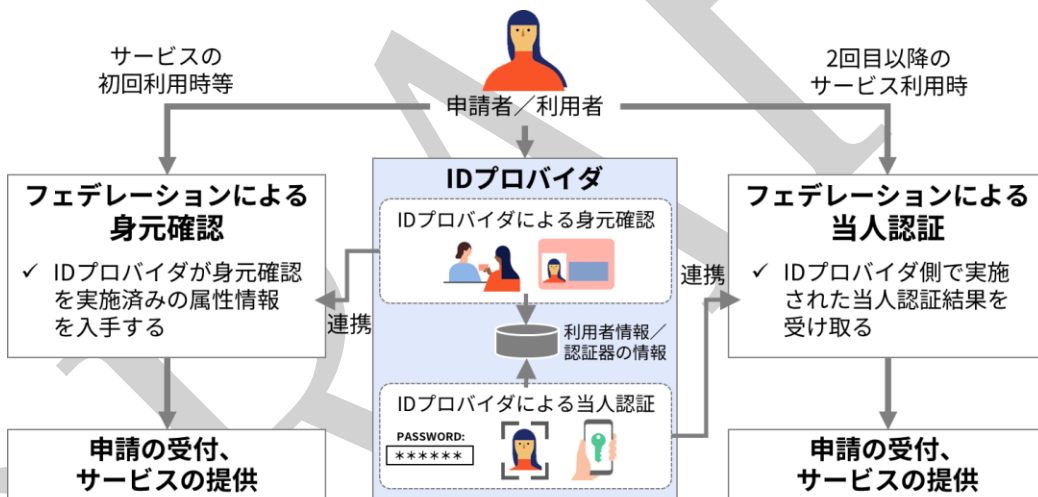 サービスの
初回利用時等
2回目以降の
サービス利用時
申請者／利用者
フェデレーションによる
身元確認
✓ IDプロバイダが身元確認
を実施済みの属性情報
を入手する
連携
IDプロバイダ
IDプロバイダによる身元確認
利用者情報／
認証器の情報
IDプロバイダによる当人認証
PASSWORD:
******
連携
フェデレーションによる
当人認証
✓ IDプロバイダ側で実施
された当人認証結果を
受け取る
申請の受付、
サービスの提供
申請の受付、
サービスの提供